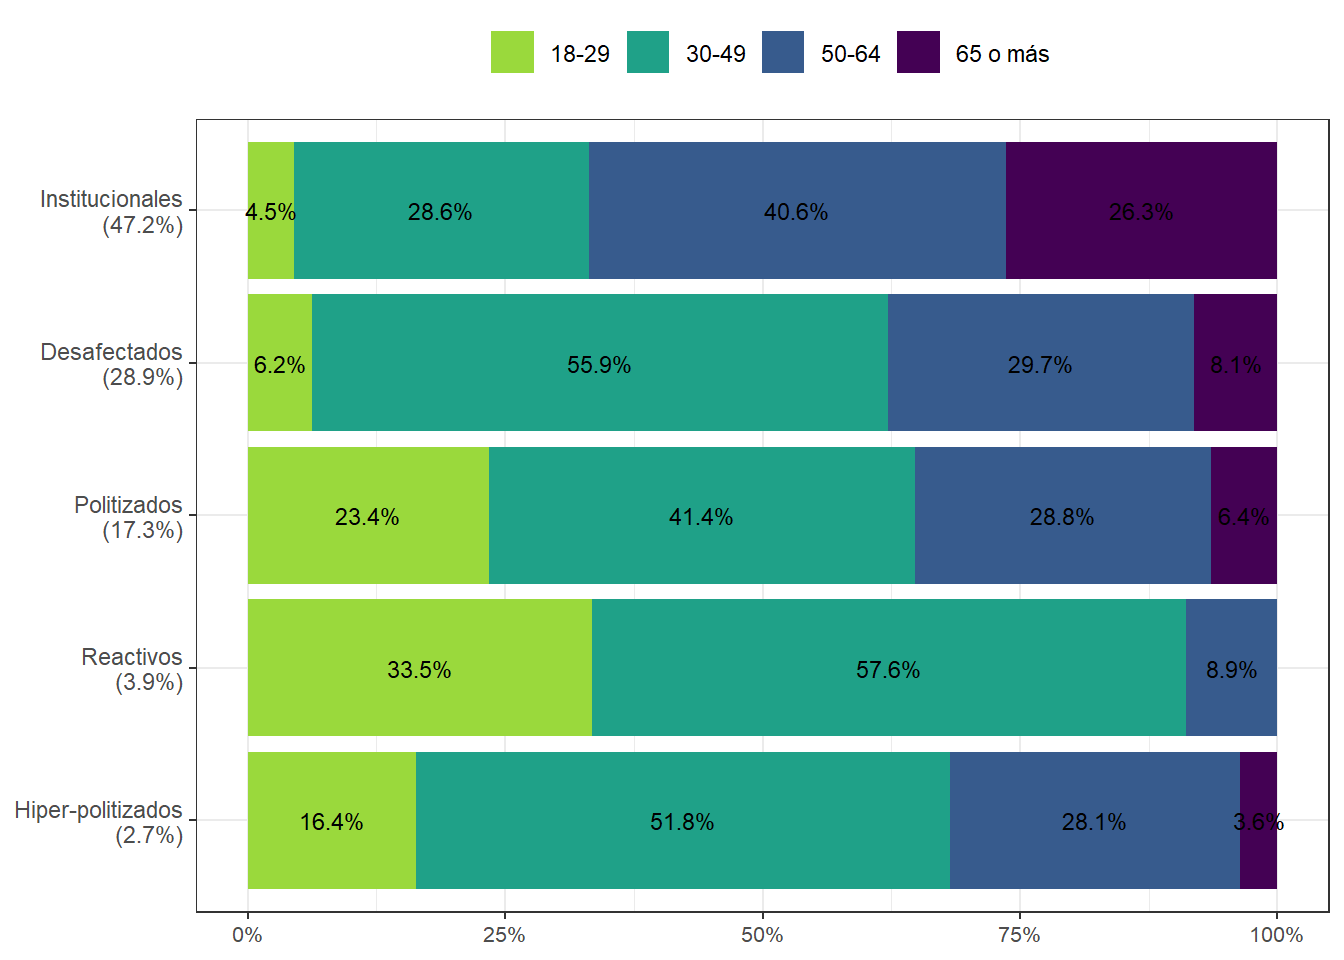 18-29 30-49 50-64 65 o más
Institucionales
(47.2%)
4.5% 28.6% 40.6% 26.3%
Desafectados
(28.9%)
6.2% 55.9% 29.7% 8.1%
Politizados
(17.3%)
23.4% 41.4% 28.8% 6.4%
Reactivos
(3.9%)
33.5% 57.6% 8.9%
Hiper-politizados
(2.7%)
16.4% 51.8% 28.1% 3.6%
0% 25% 50% 75% 100%